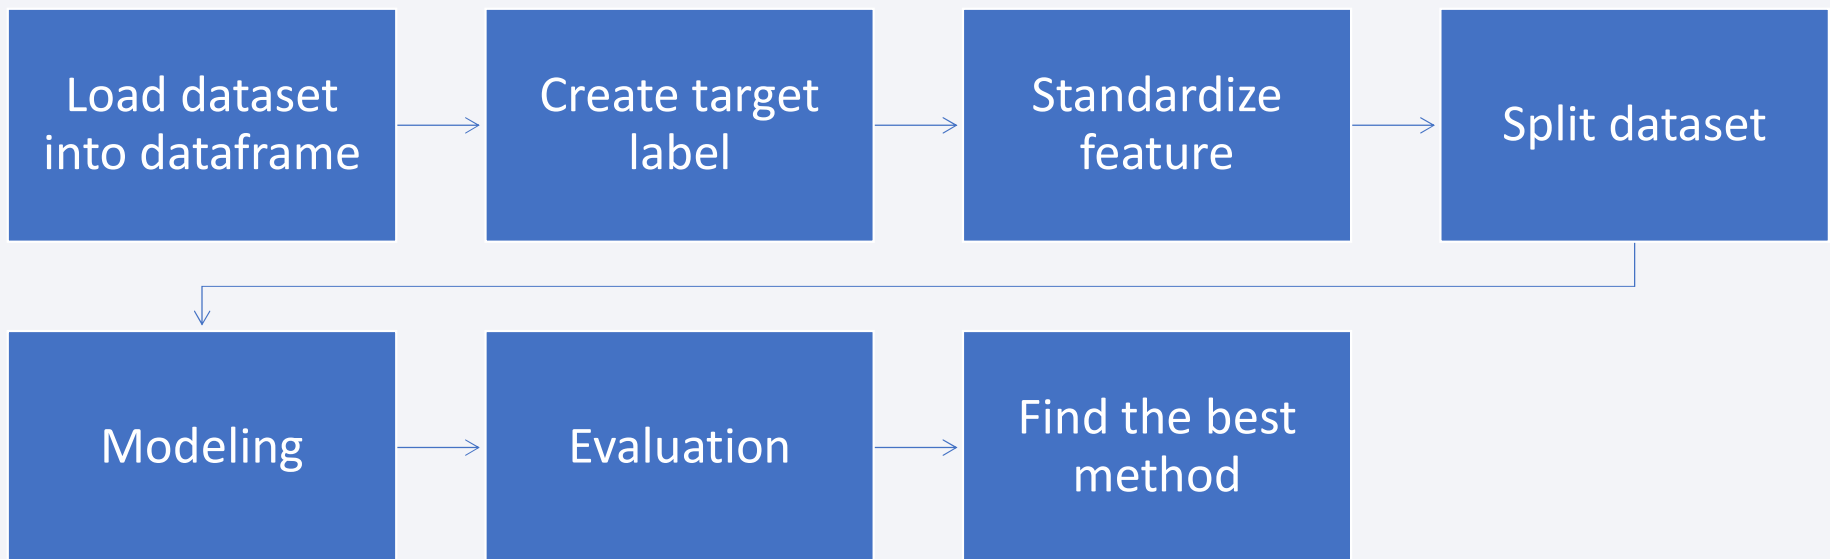 Load dataset
into dataframe
Create target
label
Standardize
feature
Split dataset
Modeling
Evaluation
Find the best
method